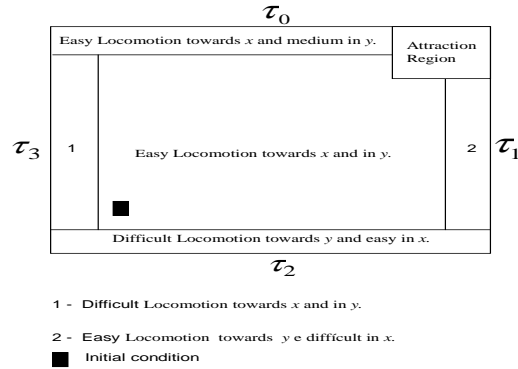 τ0
Easy Locomotion towards x and medium in y.
Attraction
Region
τ3
1
Easy Locomotion towards x and in y.
2
τ1
Difficult Locomotion towards y and easy in x.
τ2
1 - Difficult Locomotion towards x and in y.
2 - Easy Locomotion towards y e difficult in x.
Initial condition